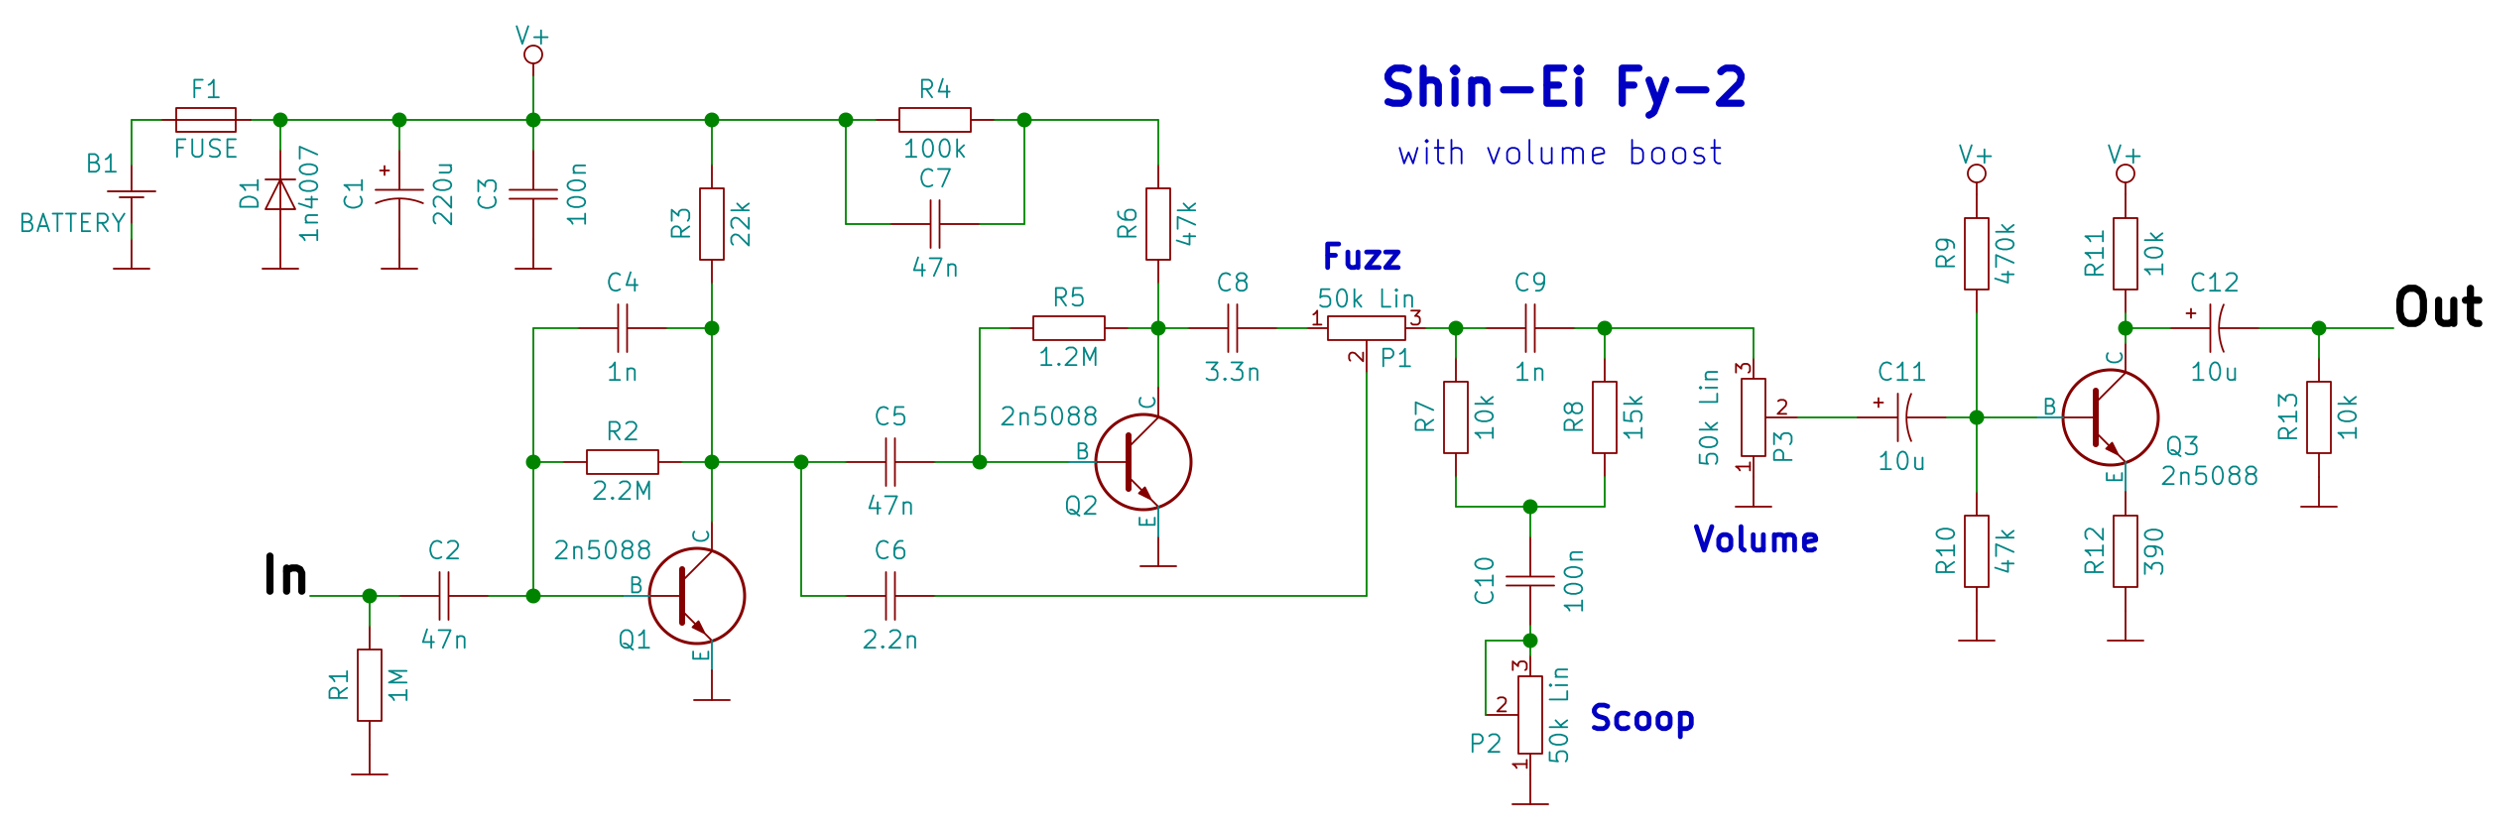 Shin-Ei Fy-2
with volume boost
V+
F1
FUSE
B1
BATTERY
D1
1n4007
C1
+
220u
C3
100n
R3
22k
R4
100k
C7
47n
R6
47k
C4
1n
R2
2.2M
In
C2
47n
R1
1M
2n5088
B
C
E
Q1
C5
47n
C6
2.2n
R5
1.2M
2n5088
B
C
E
Q2
C8
3.3n
Fuzz
50k Lin
1
3
2
P1
C9
1n
R7
10k
R8
15k
C10
100n
3
2
1
P2
50k Lin
Scoop
50k Lin
3
2
1
P3
Volume
C11
+
10u
V+
R9
470k
R10
47k
V+
R11
10k
B
C
E
Q3
2n5088
R12
390
C12
+
10u
R13
10k
Out